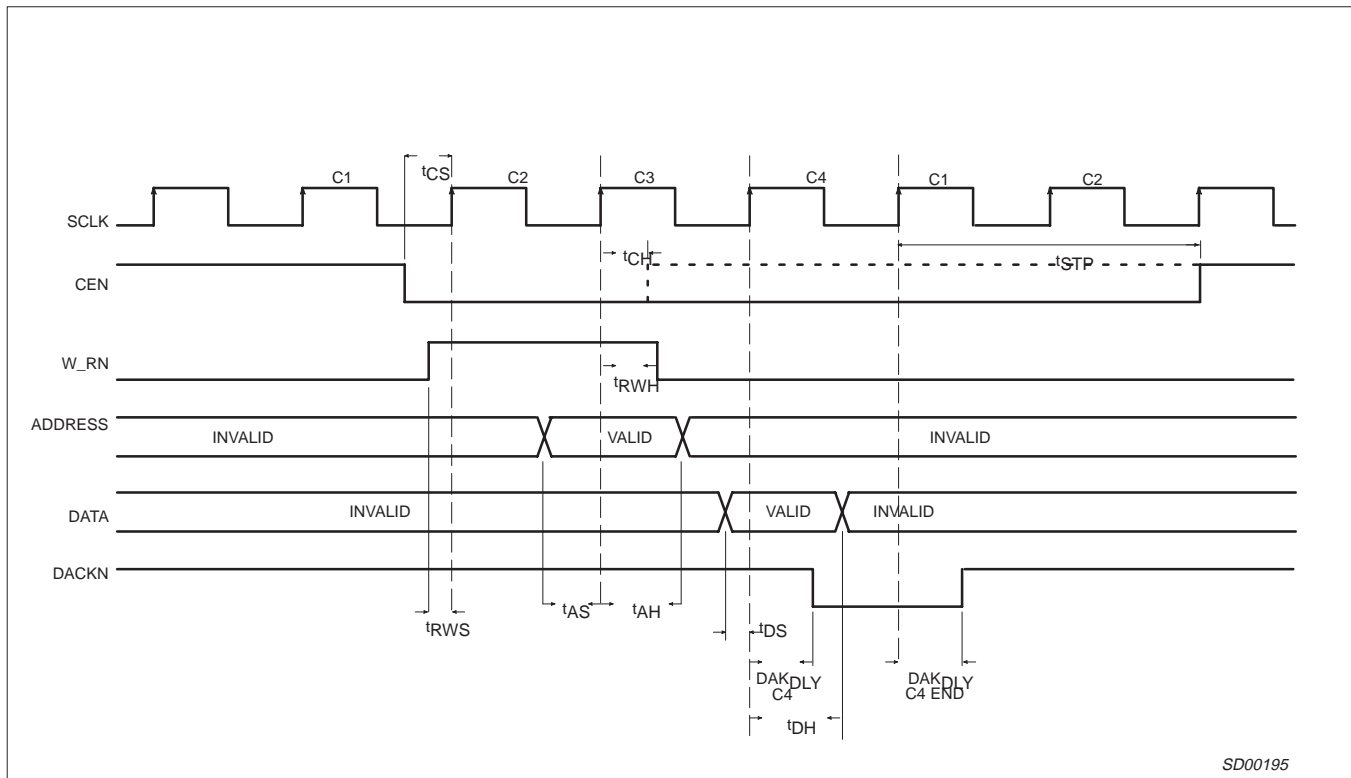 C1
tCS
C2
C3
C4
C1
C2
SCLK
tCH
tSTP
CEN
W_RN
tRWH
ADDRESS
INVALID
VALID
INVALID
DATA
INVALID
VALID
INVALID
DACKN
tRWS
tAS
tAH
tDS
DAKDLY
C4
DAKDLY
C4 END
tDH
SD00195